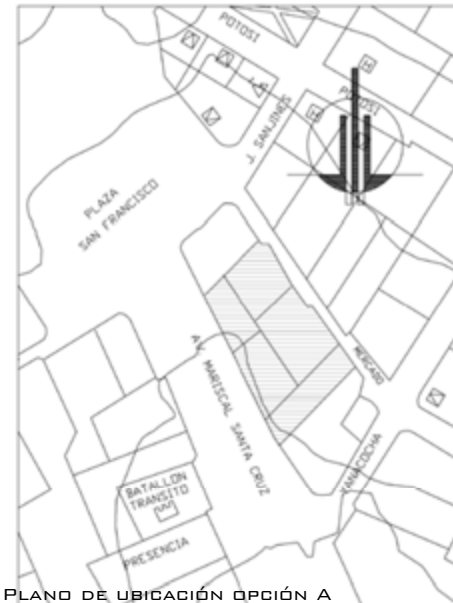 POTOSI
H
POTOSI
H
J. SANJINES
PLAZA
SAN FRANCISCO
MERCADO
AV. MARISCAL SANTA CRUZ
YANACOCHA
BATALLON
TRANSITO
PRESENCIA
PLANO DE UBICACIÓN OPCIÓN A